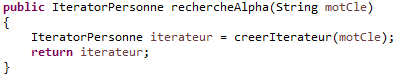 public IteratorPersonne rechercheAlpha(String motCle)
{
    IteratorPersonne iterateur = creerIterateur(motCle);
    return iterateur;
}